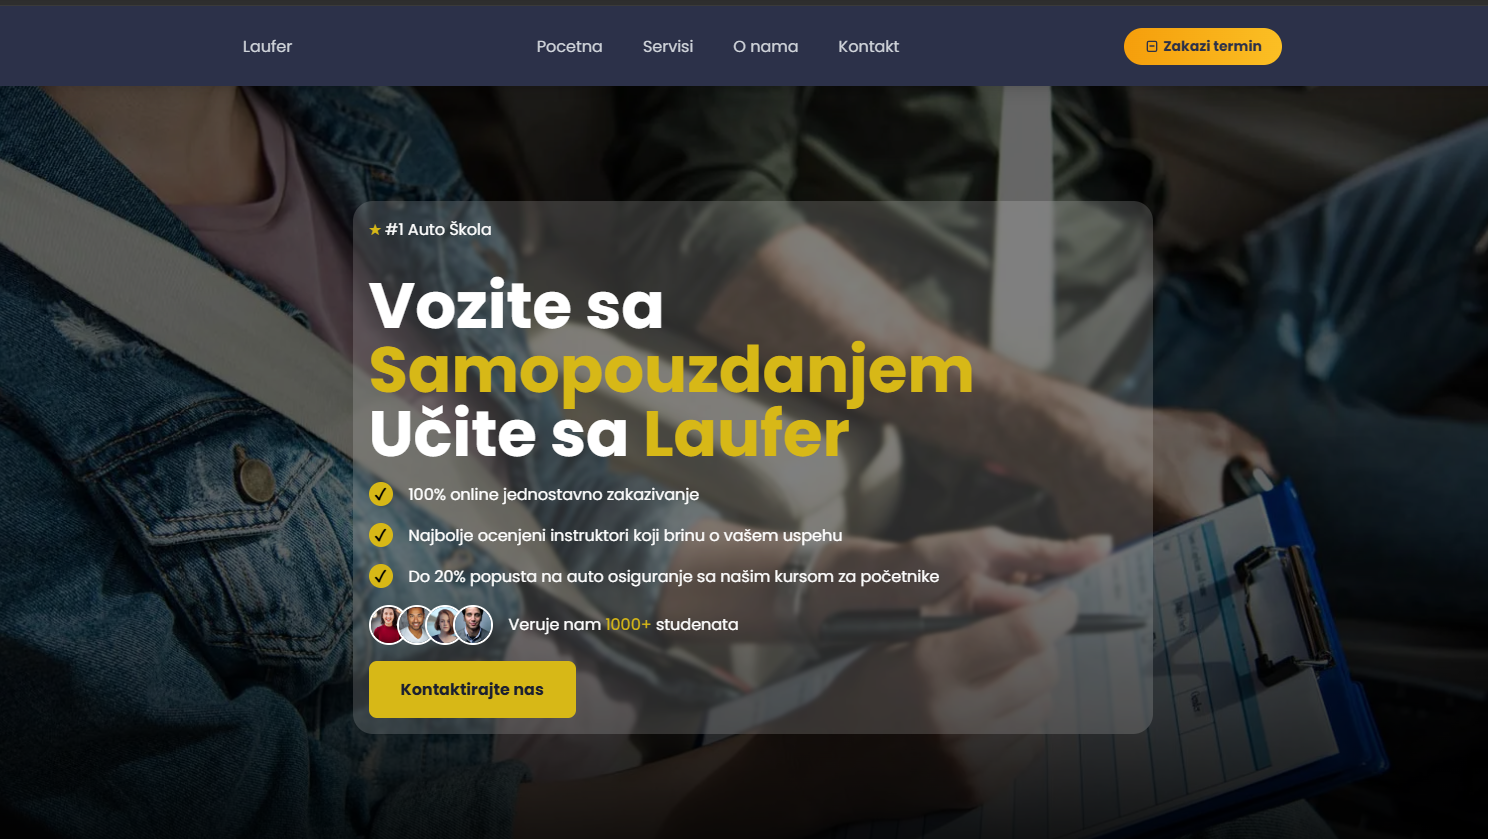 Laufer
Pocetna
Servisi
O nama
Kontakt
Zakazi termin
#1 Auto Škola
Vozite sa
Samopouzdanjem
Učite sa Laufer
100% online jednostavno zakazivanje
Najbolje ocenjeni instruktori koji brinu o vašem uspehu
Do 20% popusta na auto osiguranje sa našim kursom za početnike
Veruje nam 1000+ studenata
Kontaktirajte nas